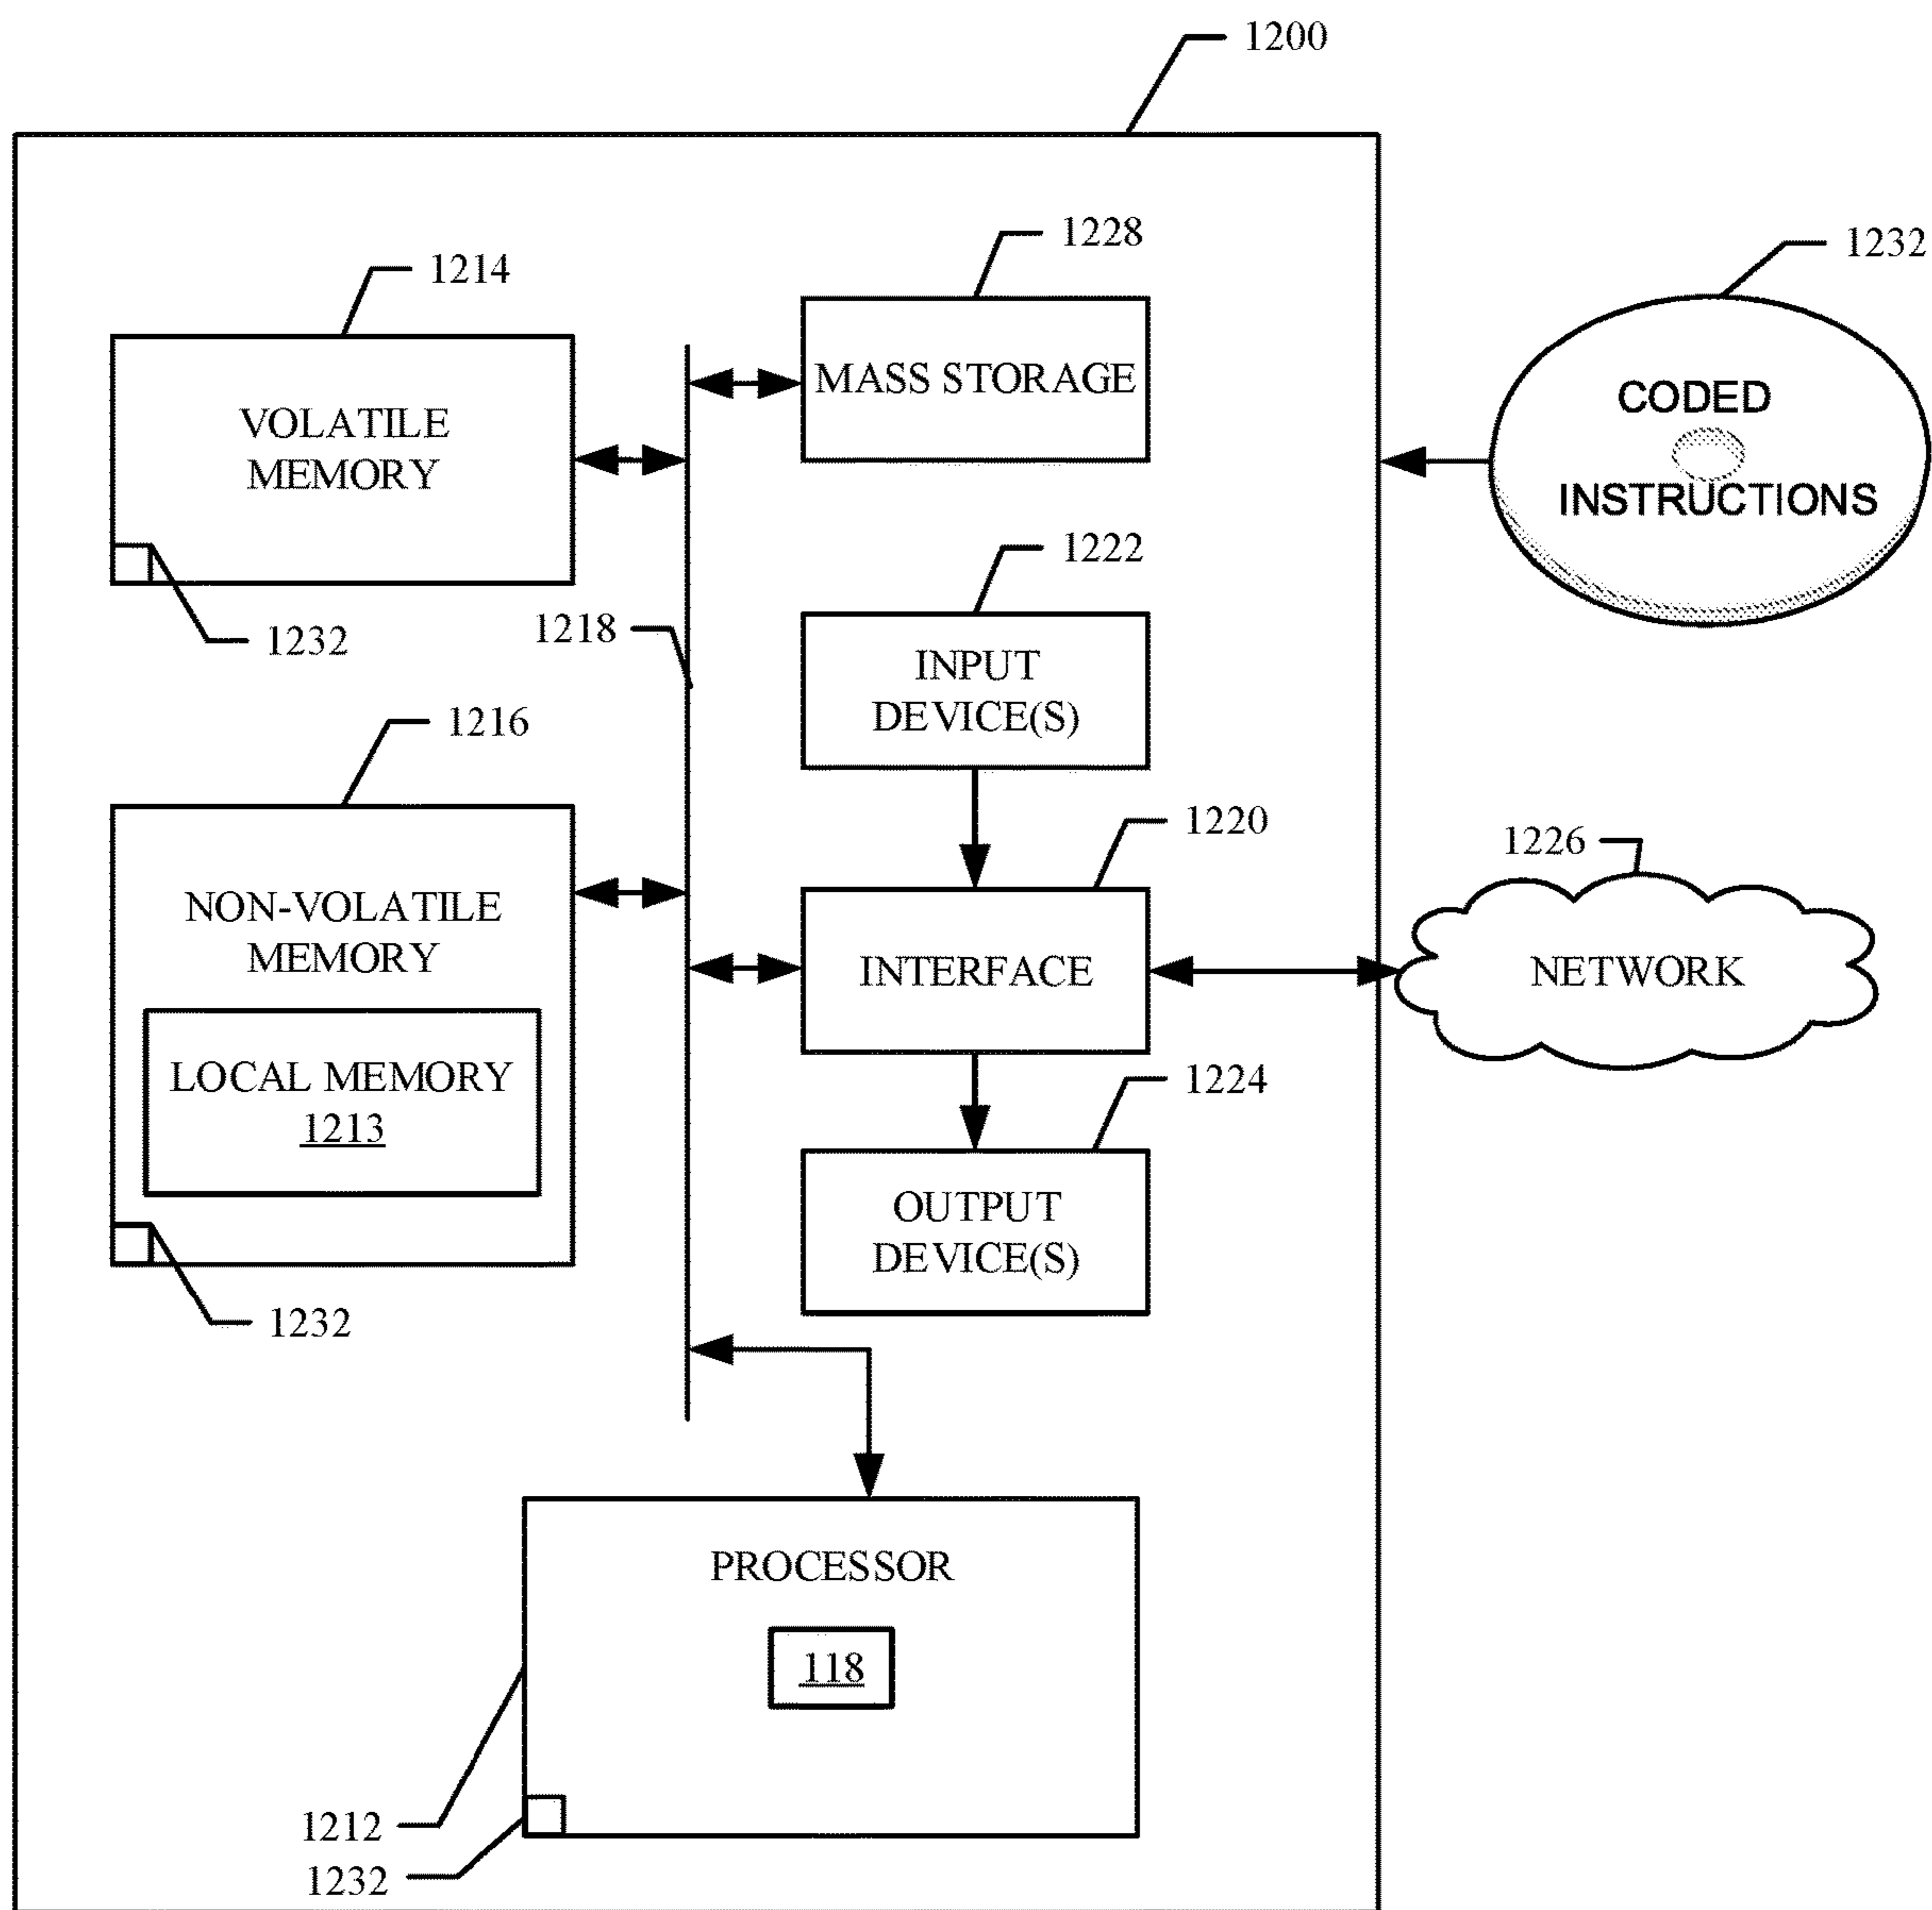 1200
1228
1232
1214
MASS STORAGE
CODED
VOLATILE
MEMORY
INSTRUCTIONS
1222
1232
1218
INPUT
DEVICE(S)
1216
1220
1226
NON-VOLATILE
MEMORY
INTERFACE
NETWORK
LOCAL MEMORY
1213
1224
OUTPUT
DEVICE(S)
1232
PROCESSOR
118
1212
1232